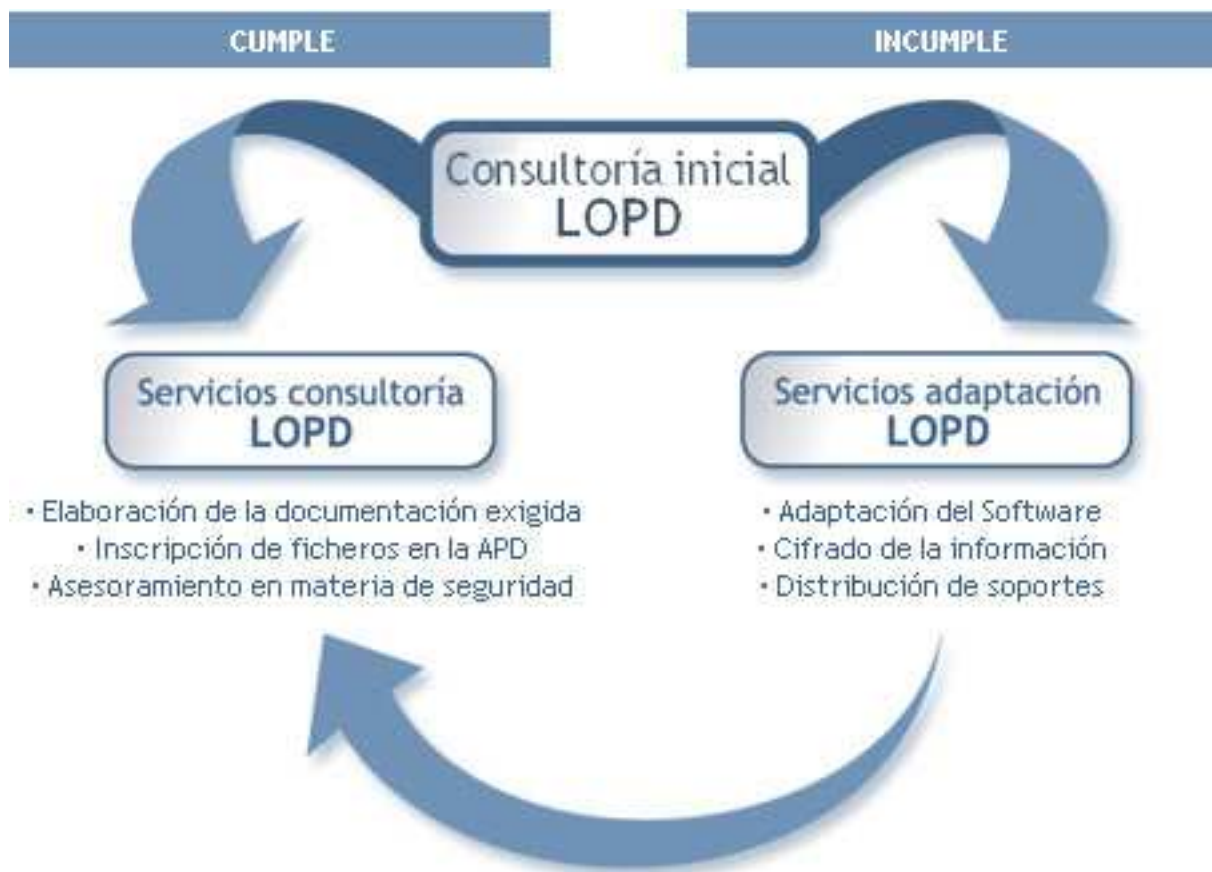 CUMPLE
INCUMPLE
Consultoría inicial
LOPD
Servicios consultoría
LOPD
• Elaboración de la documentación exigida
• Inscripción de ficheros en la APD
• Asesoramiento en materia de seguridad
Servicios adaptación
LOPD
• Adaptación del Software
• Cifrado de la información
• Distribución de soportes